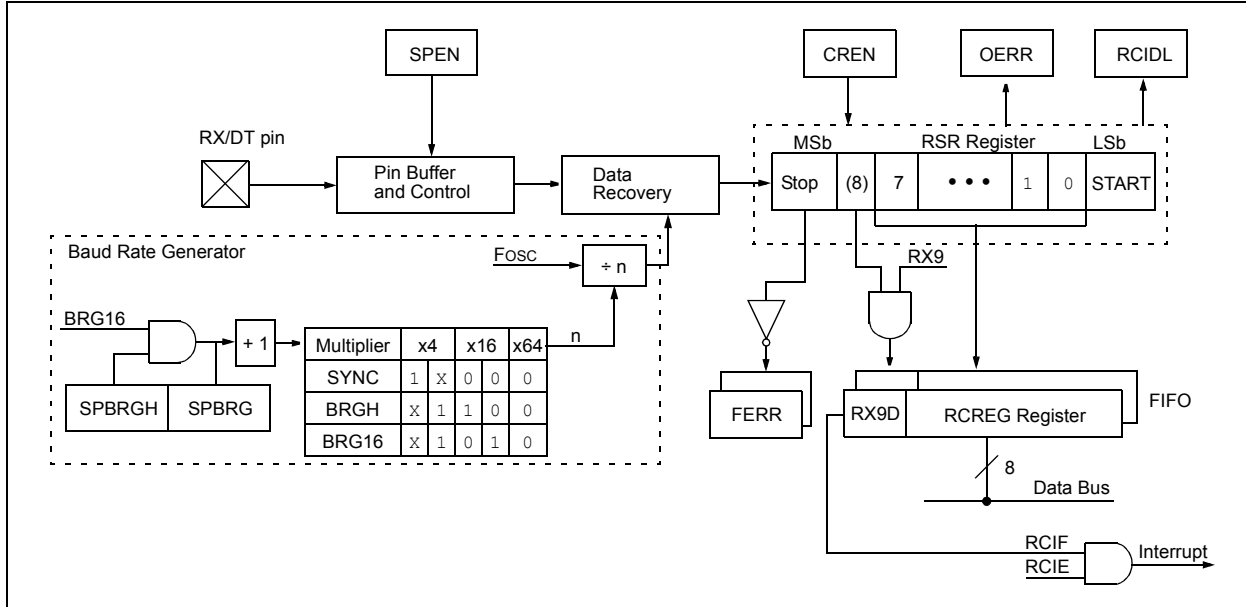 SPEN
CREN
OERR
RCIDL
RX/DT pin
MSb RSR Register LSb
Pin Buffer
and Control
Data
Recovery
Stop (8) 7 • • • 1 0 START
Baud Rate Generator
FOSC
÷ n
RX9
BRG16
+ 1
n
Multiplier x4 x16 x64
SYNC 1 X 0 0 0
BRGH X 1 1 0 0
BRG16 X 1 0 1 0
SPBRGH SPBRG
FERR
RX9D RCREG Register
FIFO
8
Data Bus
RCIF
RCIE
Interrupt